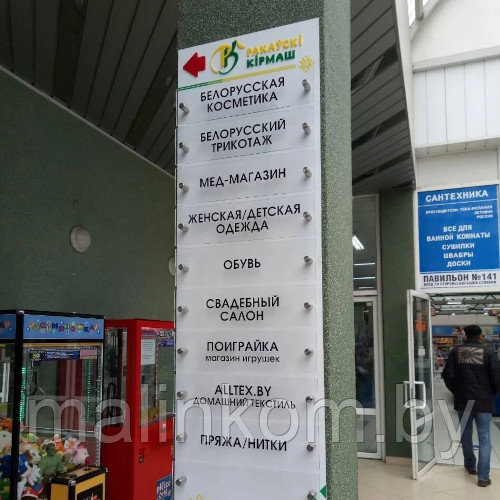 РАКАЎСКІ
КІРМАШ
БЕЛОРУССКАЯ
КОСМЕТИКА
БЕЛОРУССКИЙ
ТРИКОТАЖ
МЕД-МАГАЗИН
ЖЕНСКАЯ/ДЕТСКАЯ
ОДЕЖДА
ОБУВЬ
СВАДЕБНЫЙ
САЛОН
ПОИГРАЙКА
магазин игрушек
ALLTEX.BY
ДОМАШНИЙ ТЕКСТИЛЬ
ПРЯЖА/НИТКИ
САНТЕХНИКА
ВСЕ ДЛЯ
ВАННОЙ КОМНАТЫ
СУШИЛКИ
ШВАБРЫ
ДОСКИ
ПАВИЛЬОН №141
malinkom.by